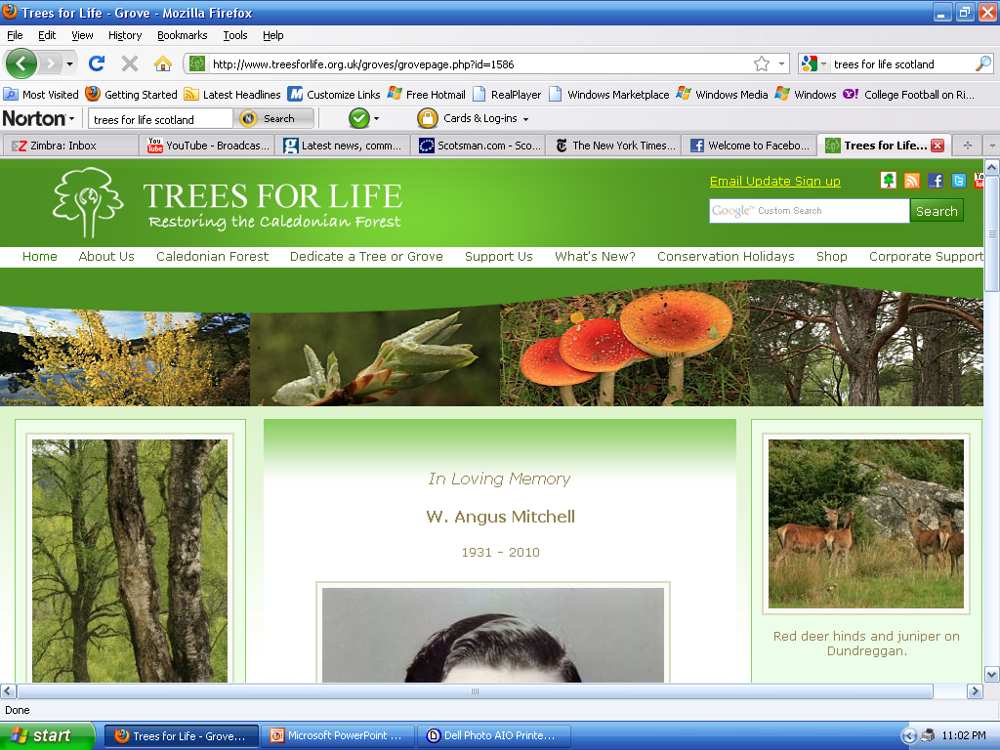 Trees for Life - Grove - Mozilla Firefox
File Edit View History Bookmarks Tools Help
http://www.treesforlife.org.uk/groves/grovepage.php?id=1586 trees for life scotland
Most Visited Getting Started Latest Headlines Customize Links Free Hotmail RealPlayer Windows Marketplace Windows Media Windows College Football on Ri...
Norton trees for life scotland Search Cards & Log-ins
Zimbra: Inbox YouTube - Broadcas... Latest news, comm... Scotsman.com - Sco... The New York Times... Welcome to Facebo... Trees for Life...
TREES FOR LIFE
Restoring the Caledonian Forest
Email Update Sign up
Google™ Custom Search Search
Home About Us Caledonian Forest Dedicate a Tree or Grove Support Us What's New? Conservation Holidays Shop Corporate Support
In Loving Memory
W. Angus Mitchell
1931 - 2010
Red deer hinds and juniper on
Dundreggan.
Done
start Trees for Life - Grove... Microsoft PowerPoint ... Dell Photo AIO Printe... 11:02 PM